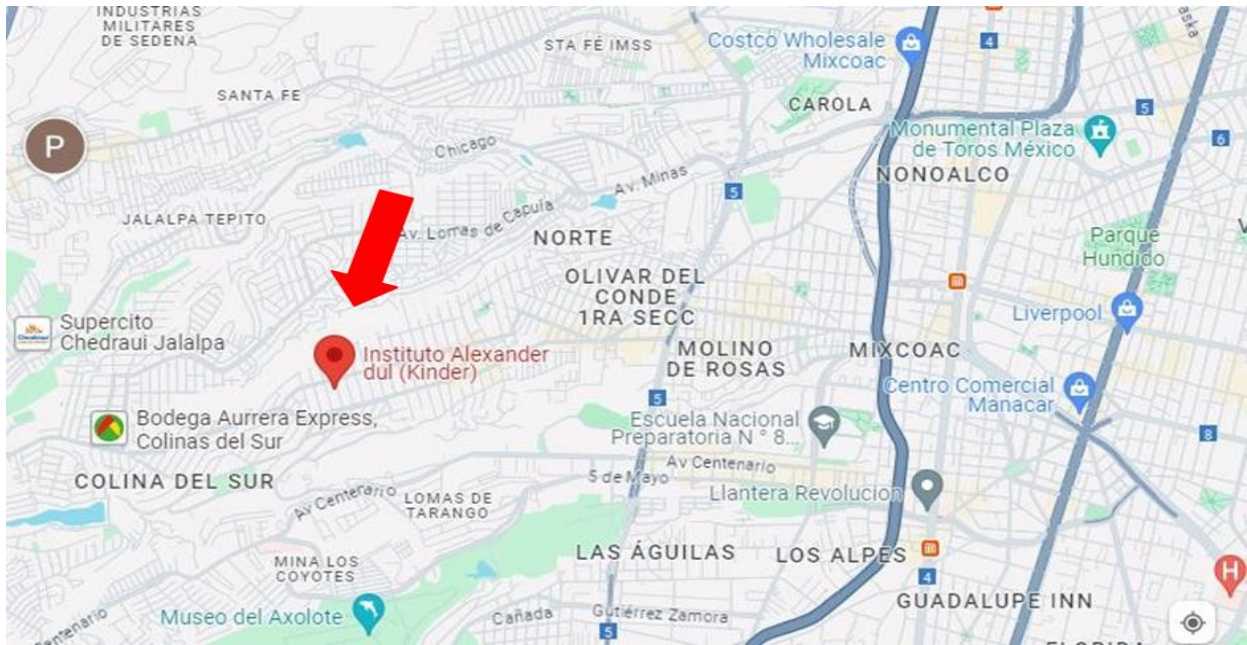 INDUSTRIAS
MILITARES
DE SEDENA
STA FÉ IMSS
Costco Wholesale
Mixcoac
4
SANTA FE
CAROLA
5
Monumental Plaza
de Toros México
6
P
Chicago
Av. Minas
5
NONOALCO
JALALPA TEPITO
Av. Lomas de Capula
NORTE
Parque
Hundido
OLIVAR DEL
CONDE
1RA SECC
Supercito
Chedraui Jalalpa
Chedraui
Liverpool
Instituto Alexander
dul (Kinder)
MOLINO
DE ROSAS
MIXCOAC
Centro Comercial
Manacar
5
Bodega Aurrera Express,
Colinas del Sur
Escuela Nacional
Preparatoria N ° 8...
8
COLINA DEL SUR
Av Centenario
5 de Mayo
Av Centenario
LOMAS DE
TARANGO
Llantera Revolucion
MINA LOS
COYOTES
LAS ÁGUILAS
LOS ALPES
4
H
GUADALUPE INN
Museo del Axolote
Cañada
Gutiérrez Zamora
5
Centenario
FLORIDA